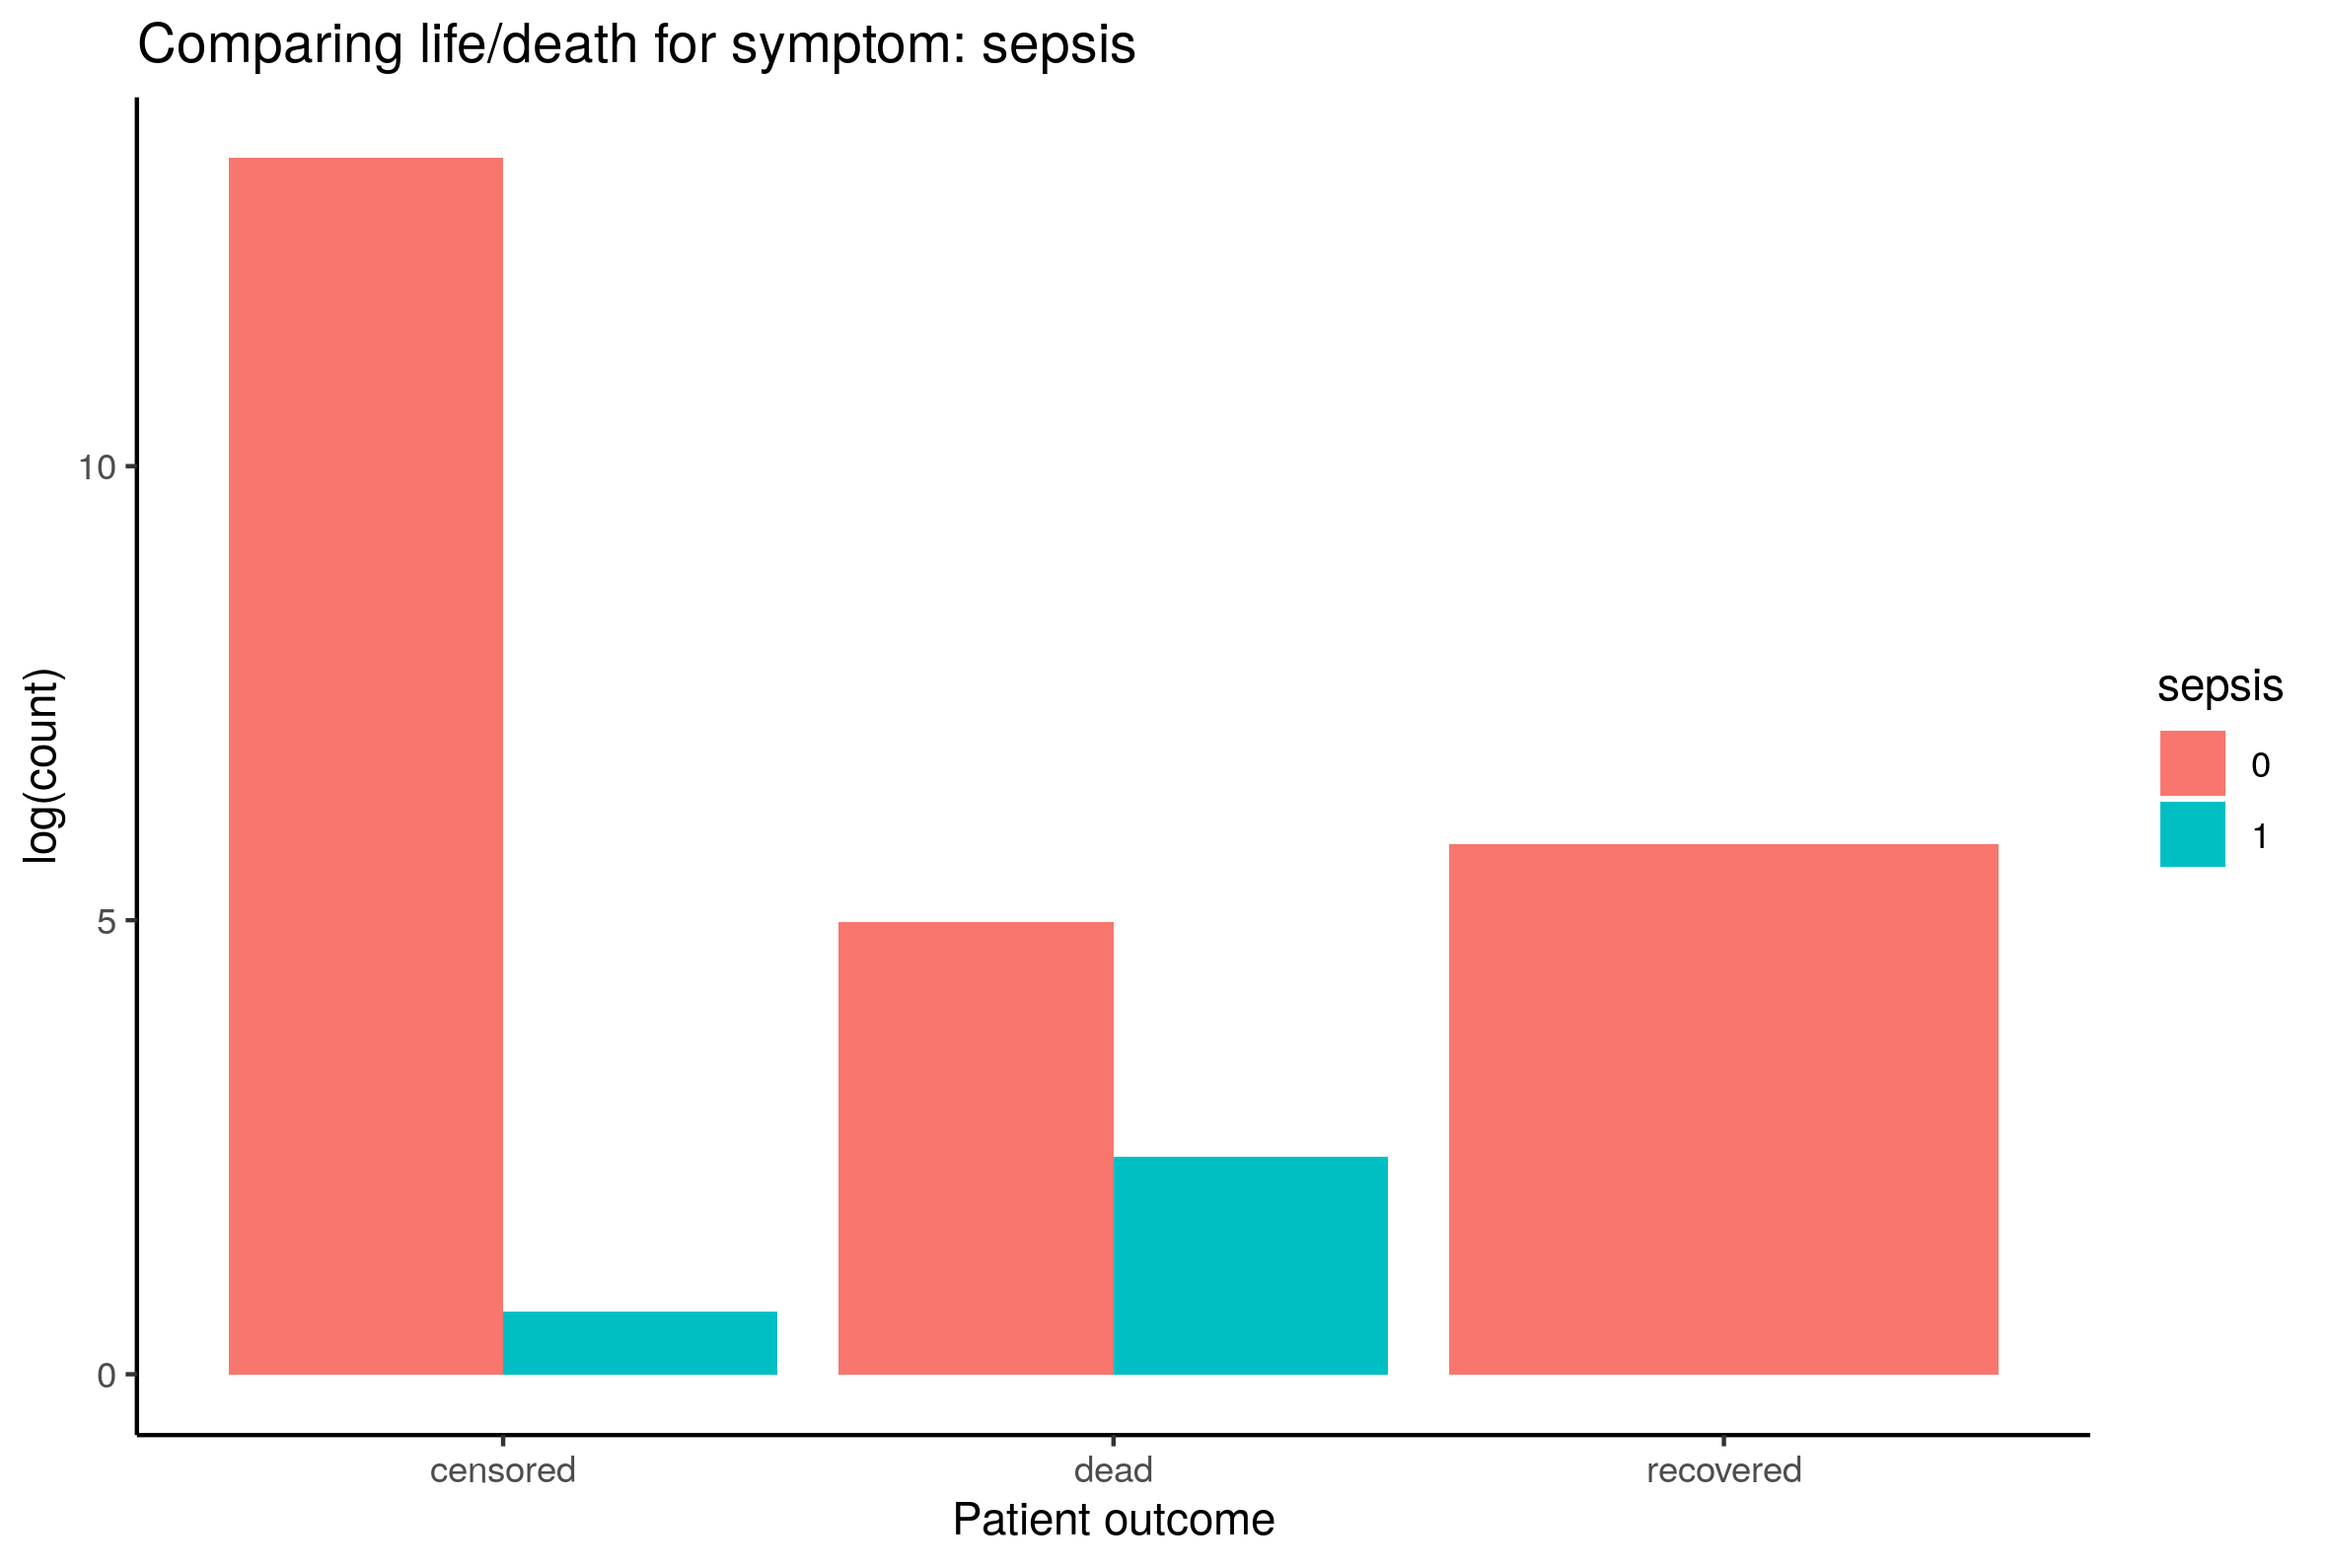 Comparing life/death for symptom: sepsis
log(count)
10
5
0
censored
dead
recovered
Patient outcome
sepsis
0
1